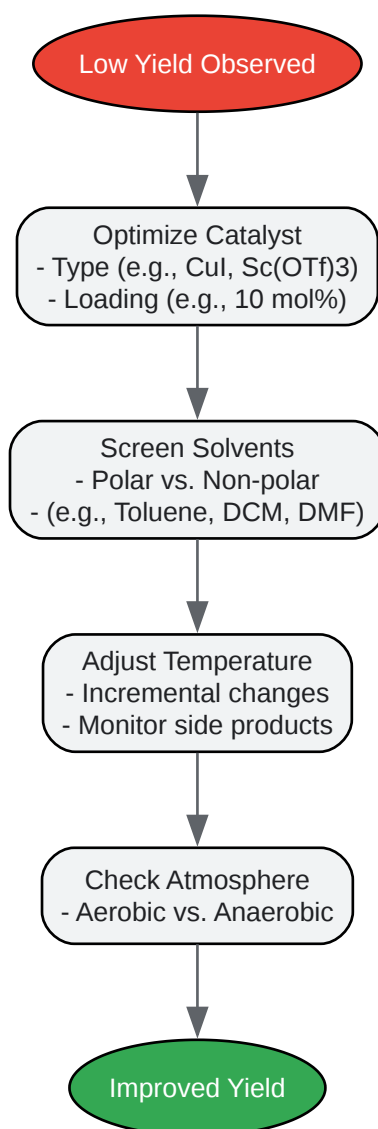 Low Yield Observed
Optimize Catalyst
- Type (e.g., CuI, Sc(OTf)3)
- Loading (e.g., 10 mol%)
Screen Solvents
- Polar vs. Non-polar
- (e.g., Toluene, DCM, DMF)
Adjust Temperature
- Incremental changes
- Monitor side products
Check Atmosphere
- Aerobic vs. Anaerobic
Improved Yield